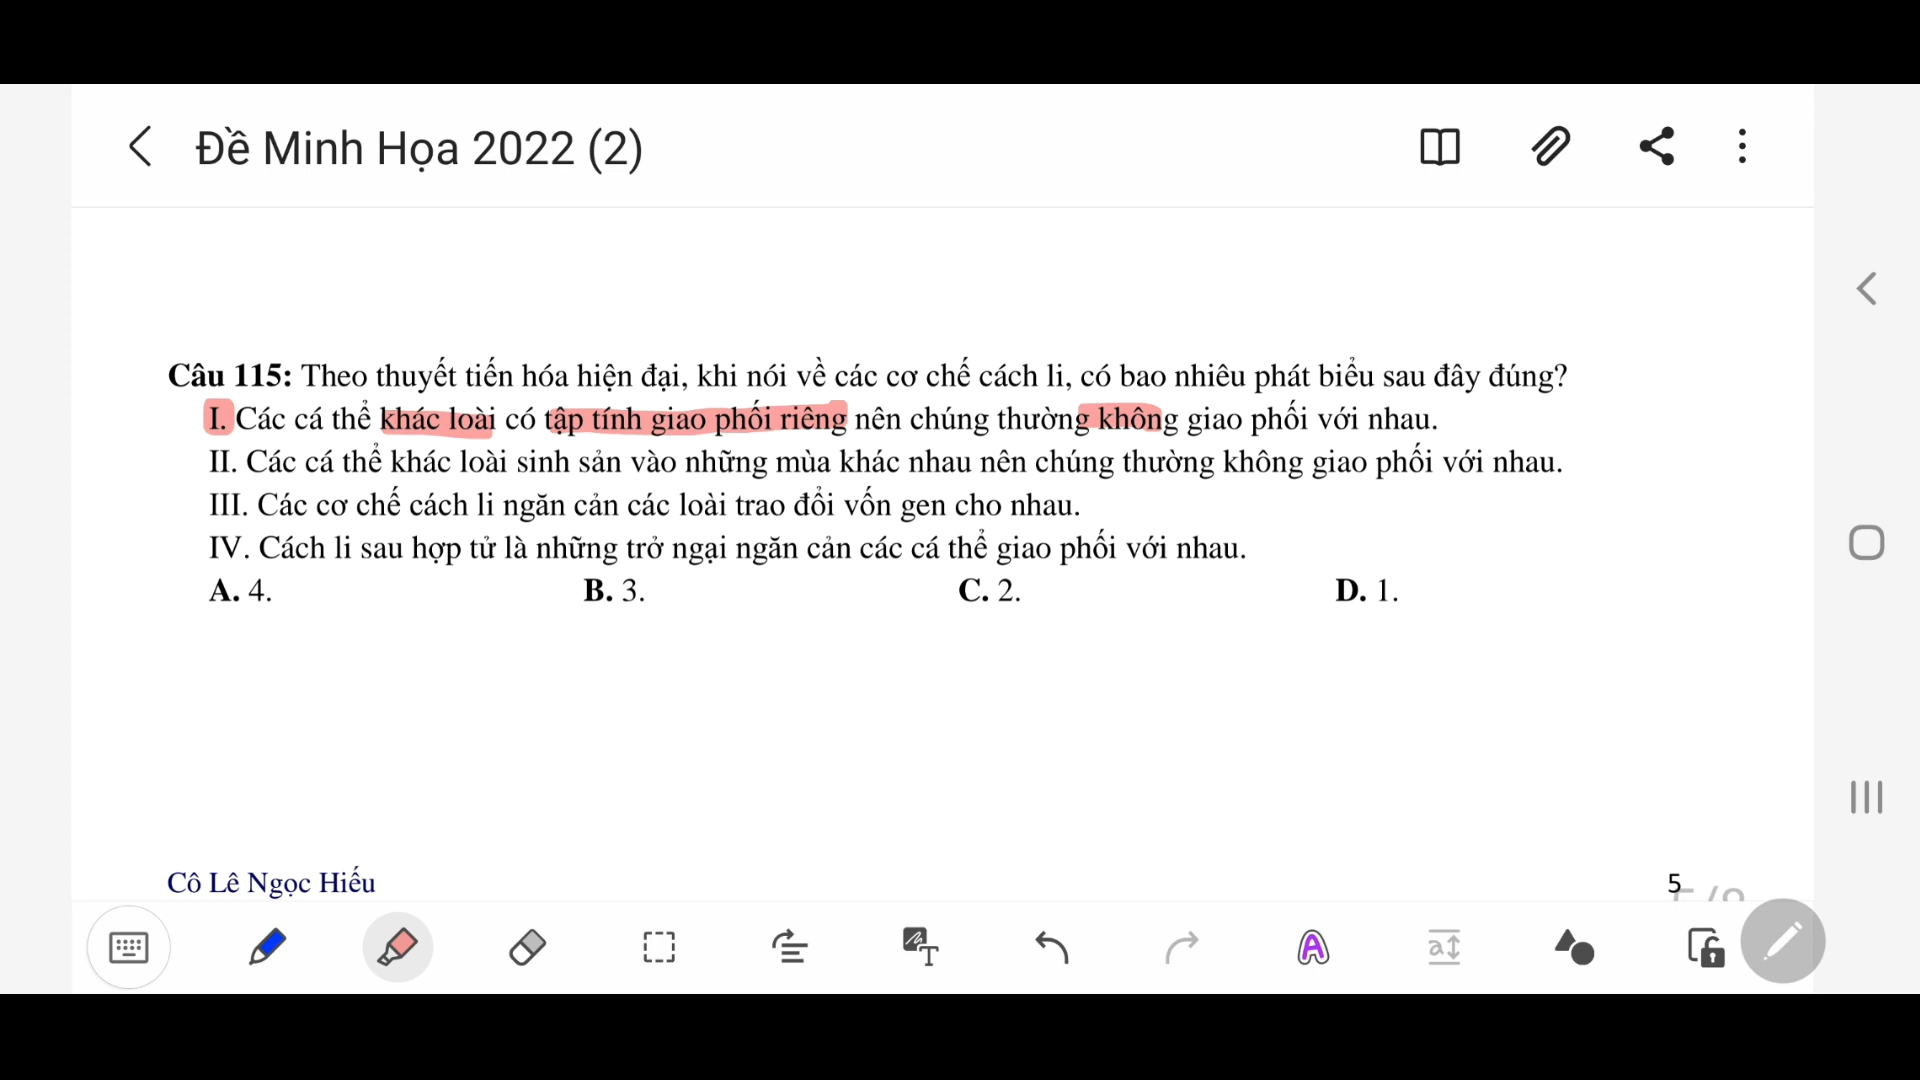 Đề Minh Họa 2022 (2)
Câu 115: Theo thuyết tiến hóa hiện đại, khi nói về các cơ chế cách li, có bao nhiêu phát biểu sau đây đúng?
I. Các cá thể khác loài có tập tính giao phối riêng nên chúng thường không giao phối với nhau.
II. Các cá thể khác loài sinh sản vào những mùa khác nhau nên chúng thường không giao phối với nhau.
III. Các cơ chế cách li ngăn cản các loài trao đổi vốn gen cho nhau.
IV. Cách li sau hợp tử là những trở ngại ngăn cản các cá thể giao phối với nhau.
A. 4. B. 3. C. 2. D. 1.
Cô Lê Ngọc Hiếu 5